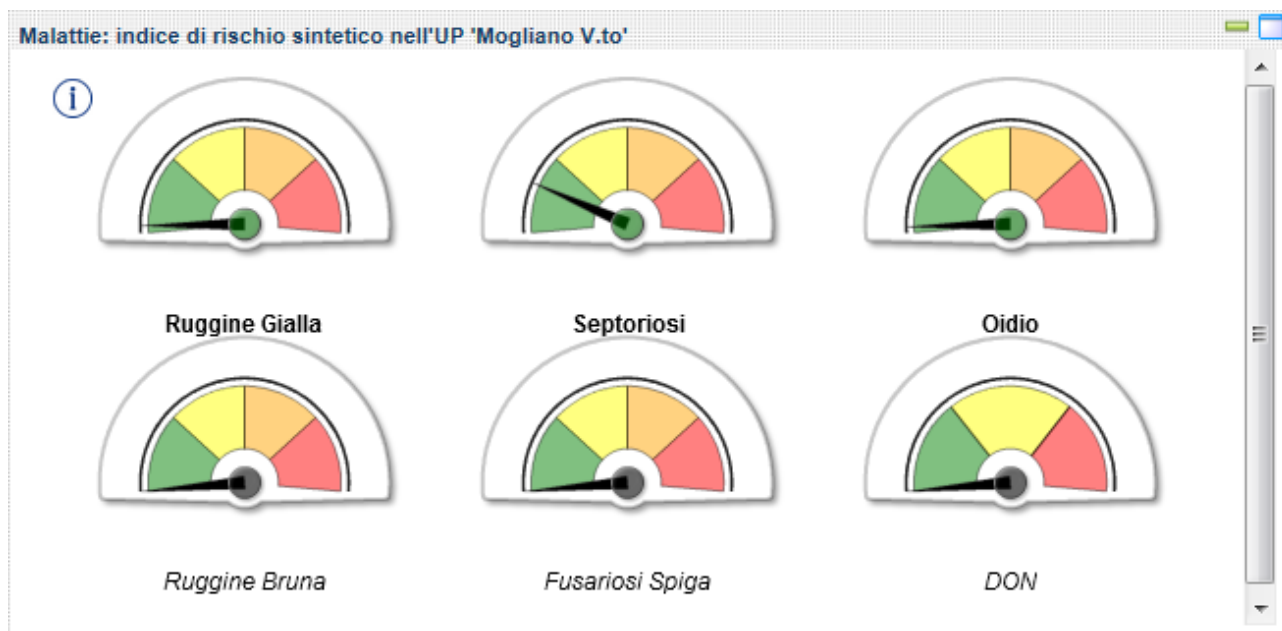 Malattie: indice di rischio sintetico nell'UP 'Mogliano V.to'
i
Ruggine Gialla
Septoriosi
Oidio
Ruggine Bruna
Fusariosi Spiga
DON